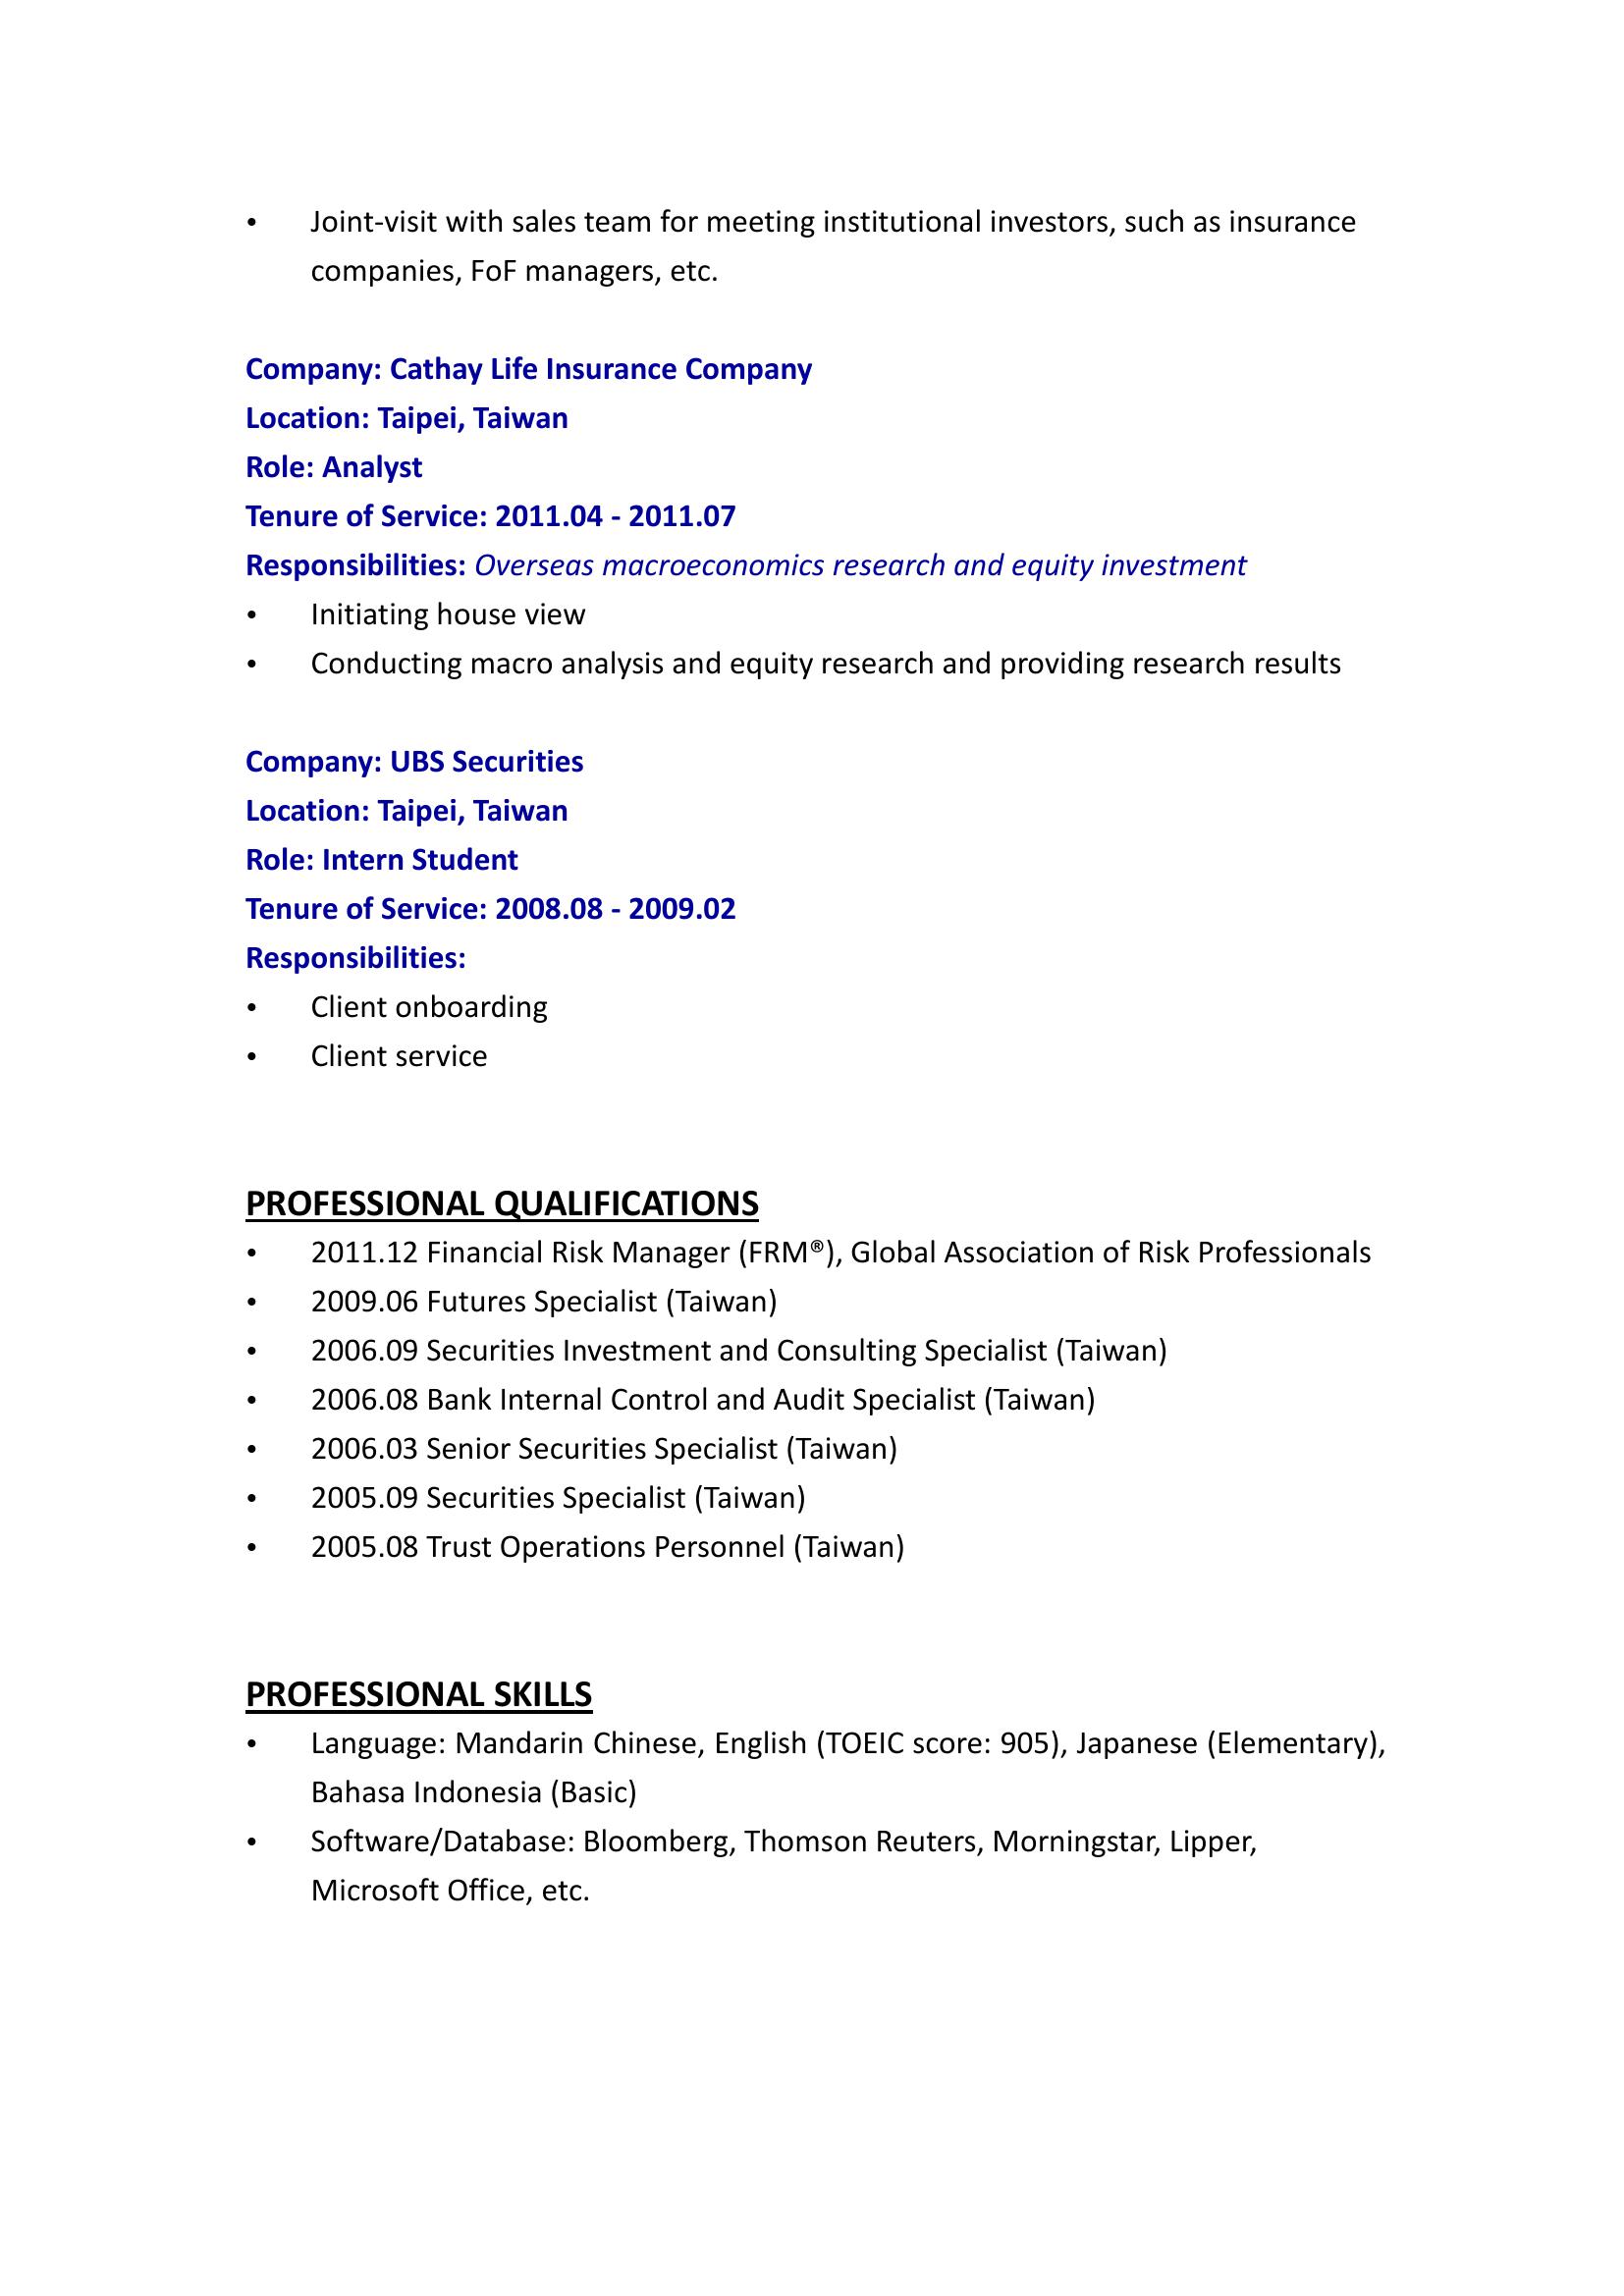 • Joint-visit with sales team for meeting institutional investors, such as insurance
companies, FoF managers, etc.
Company: Cathay Life Insurance Company
Location: Taipei, Taiwan
Role: Analyst
Tenure of Service: 2011.04 - 2011.07
Responsibilities: Overseas macroeconomics research and equity investment
• Initiating house view
• Conducting macro analysis and equity research and providing research results
Company: UBS Securities
Location: Taipei, Taiwan
Role: Intern Student
Tenure of Service: 2008.08 - 2009.02
Responsibilities:
• Client onboarding
• Client service
PROFESSIONAL QUALIFICATIONS
• 2011.12 Financial Risk Manager (FRM®), Global Association of Risk Professionals
• 2009.06 Futures Specialist (Taiwan)
• 2006.09 Securities Investment and Consulting Specialist (Taiwan)
• 2006.08 Bank Internal Control and Audit Specialist (Taiwan)
• 2006.03 Senior Securities Specialist (Taiwan)
• 2005.09 Securities Specialist (Taiwan)
• 2005.08 Trust Operations Personnel (Taiwan)
PROFESSIONAL SKILLS
• Language: Mandarin Chinese, English (TOEIC score: 905), Japanese (Elementary),
Bahasa Indonesia (Basic)
• Software/Database: Bloomberg, Thomson Reuters, Morningstar, Lipper,
Microsoft Office, etc.